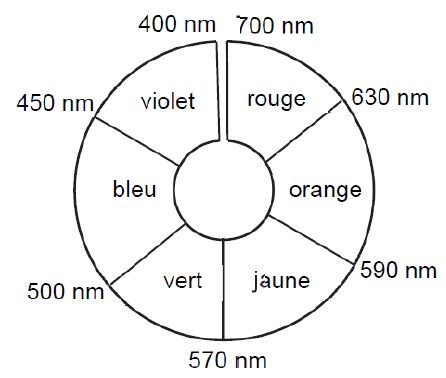 400 nm 700 nm
violet rouge
450 nm 630 nm
bleu orange
vert jaune
500 nm 590 nm
570 nm